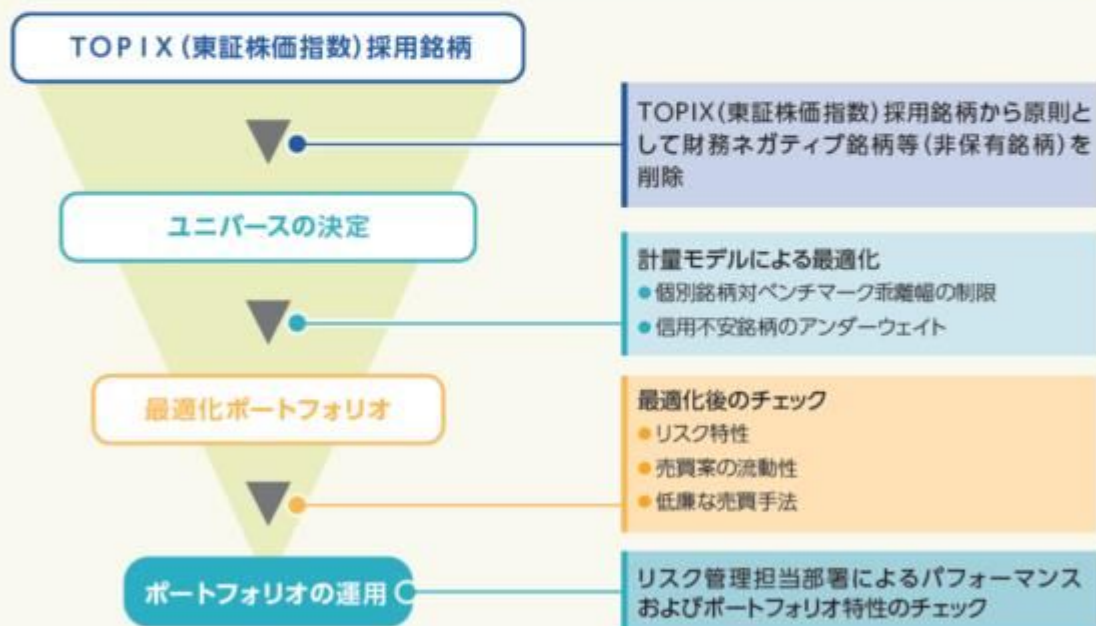 TOPIX(東証株価指数)採用銘柄
TOPIX(東証株価指数)採用銘柄から原則と
して財務ネガティブ銘柄等(非保有銘柄)を
削除
ユニバースの決定
計量モデルによる最適化
●個別銘柄対ベンチマーク乖離幅の制限
●信用不安銘柄のアンダーウェイト
最適化ポートフォリオ
最適化後のチェック
●リスク特性
●売買案の流動性
●低廉な売買手法
ポートフォリオの運用
リスク管理担当部署によるパフォーマンス
およびポートフォリオ特性のチェック